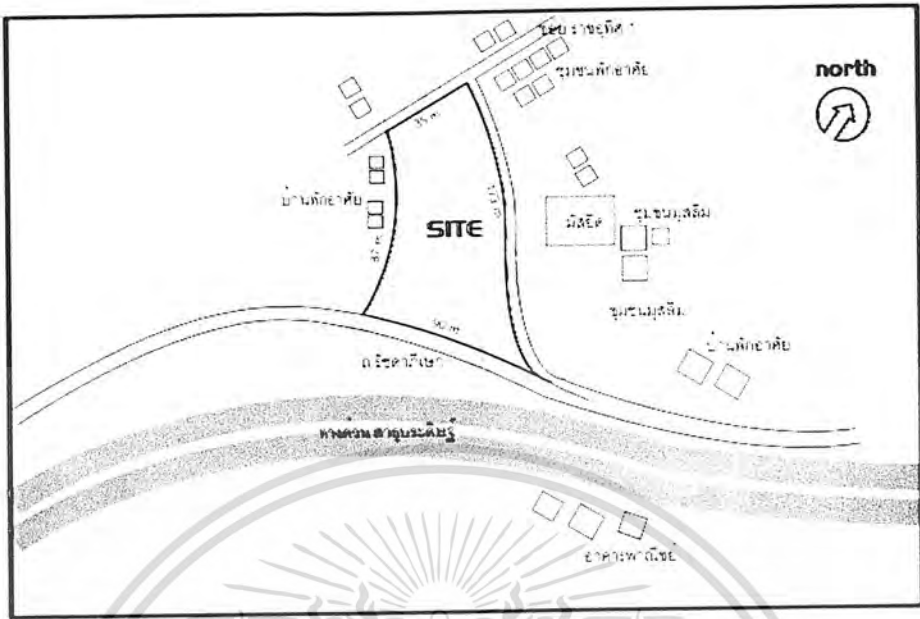 ซอย ราชอุทิศ 1
ชุมชนพักอาศัย
north
35 m.
บ้านพักอาศัย
SITE
มัสยิด
ชุมชนมุสลิม
ชุมชนมุสลิม
90 m.
บ้านพักอาศัย
ถ.รัชดาภิเษก
ทางด่วน สาธุประดิษฐ์
อาคารพาณิชย์